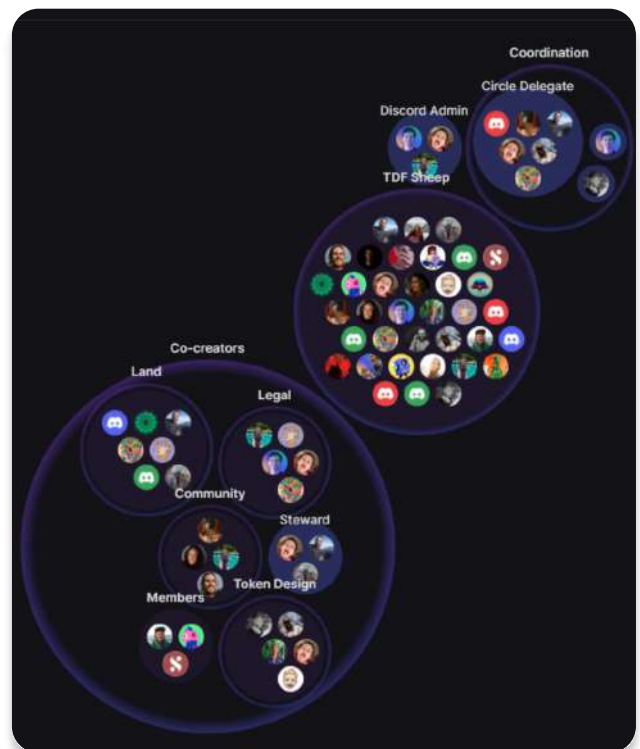 Coordination
Circle Delegate
Discord Admin
TDF Sheep
Co-creators
Land
Legal
Community
Steward
Token Design
Members